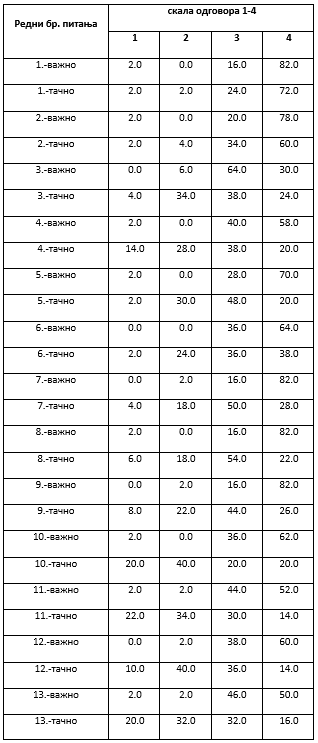 Редни бр. питања скала одговора 1-4
1 2 3 4
1.-важно 2.0 0.0 16.0 82.0
1.-тачно 2.0 2.0 24.0 72.0
2.-важно 2.0 0.0 20.0 78.0
2.-тачно 2.0 4.0 34.0 60.0
3.-важно 0.0 6.0 64.0 30.0
3.-тачно 4.0 34.0 38.0 24.0
4.-важно 2.0 0.0 40.0 58.0
4.-тачно 14.0 28.0 38.0 20.0
5.-важно 2.0 0.0 28.0 70.0
5.-тачно 2.0 30.0 48.0 20.0
6.-важно 0.0 0.0 36.0 64.0
6.-тачно 2.0 24.0 36.0 38.0
7.-важно 0.0 2.0 16.0 82.0
7.-тачно 4.0 18.0 50.0 28.0
8.-важно 2.0 0.0 16.0 82.0
8.-тачно 6.0 18.0 54.0 22.0
9.-важно 0.0 2.0 16.0 82.0
9.-тачно 8.0 22.0 44.0 26.0
10.-важно 2.0 0.0 36.0 62.0
10.-тачно 20.0 40.0 20.0 20.0
11.-важно 2.0 2.0 44.0 52.0
11.-тачно 22.0 34.0 30.0 14.0
12.-важно 0.0 2.0 38.0 60.0
12.-тачно 10.0 40.0 36.0 14.0
13.-важно 2.0 2.0 46.0 50.0
13.-тачно 20.0 32.0 32.0 16.0